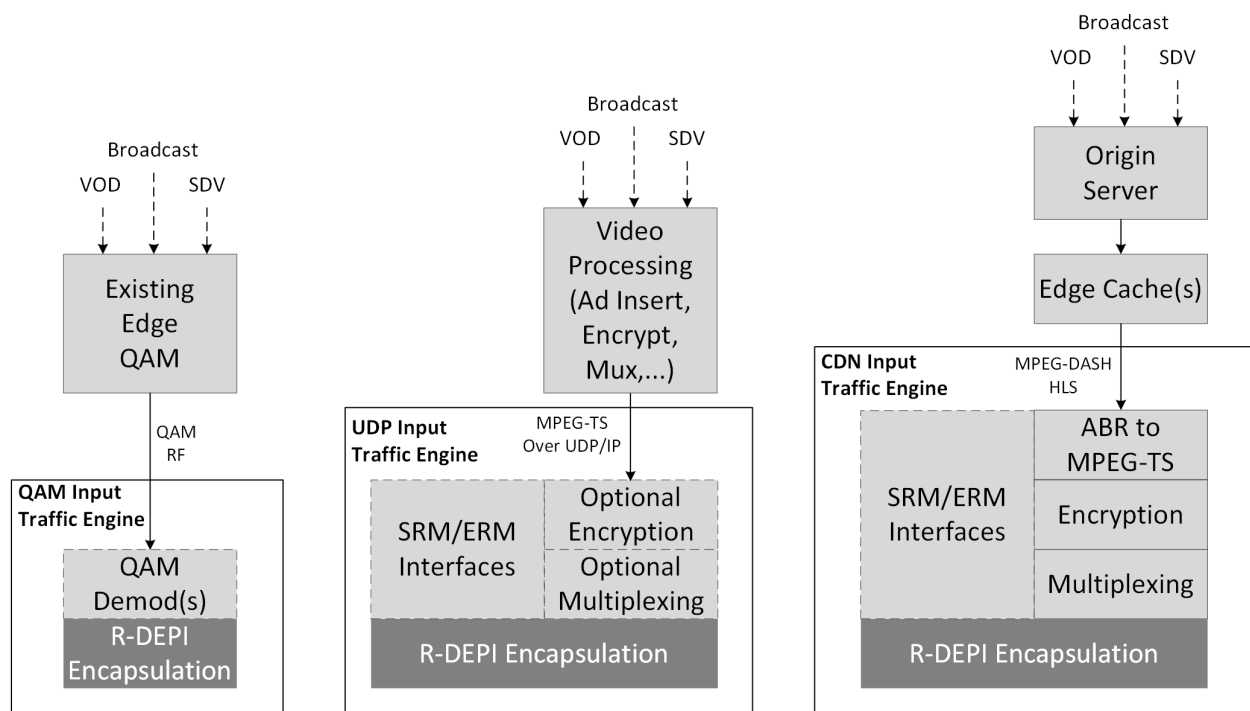 Broadcast
VOD
SDV
Existing
Edge
QAM
QAM
RF
QAM Input
Traffic Engine
QAM
Demod(s)
R-DEPI
Encapsulation
Broadcast
VOD
SDV
Video
Processing
(Ad Insert,
Encrypt,
Mux,...)
UDP Input
Traffic Engine
MPEG-TS
Over UDP/IP
SRM/ERM
Interfaces
Optional
Encryption
Optional
Multiplexing
R-DEPI Encapsulation
Broadcast
VOD
SDV
Origin
Server
Edge Cache(s)
CDN Input
Traffic Engine
MPEG-DASH
HLS
SRM/ERM
Interfaces
ABR to
MPEG-TS
Encryption
Multiplexing
R-DEPI Encapsulation